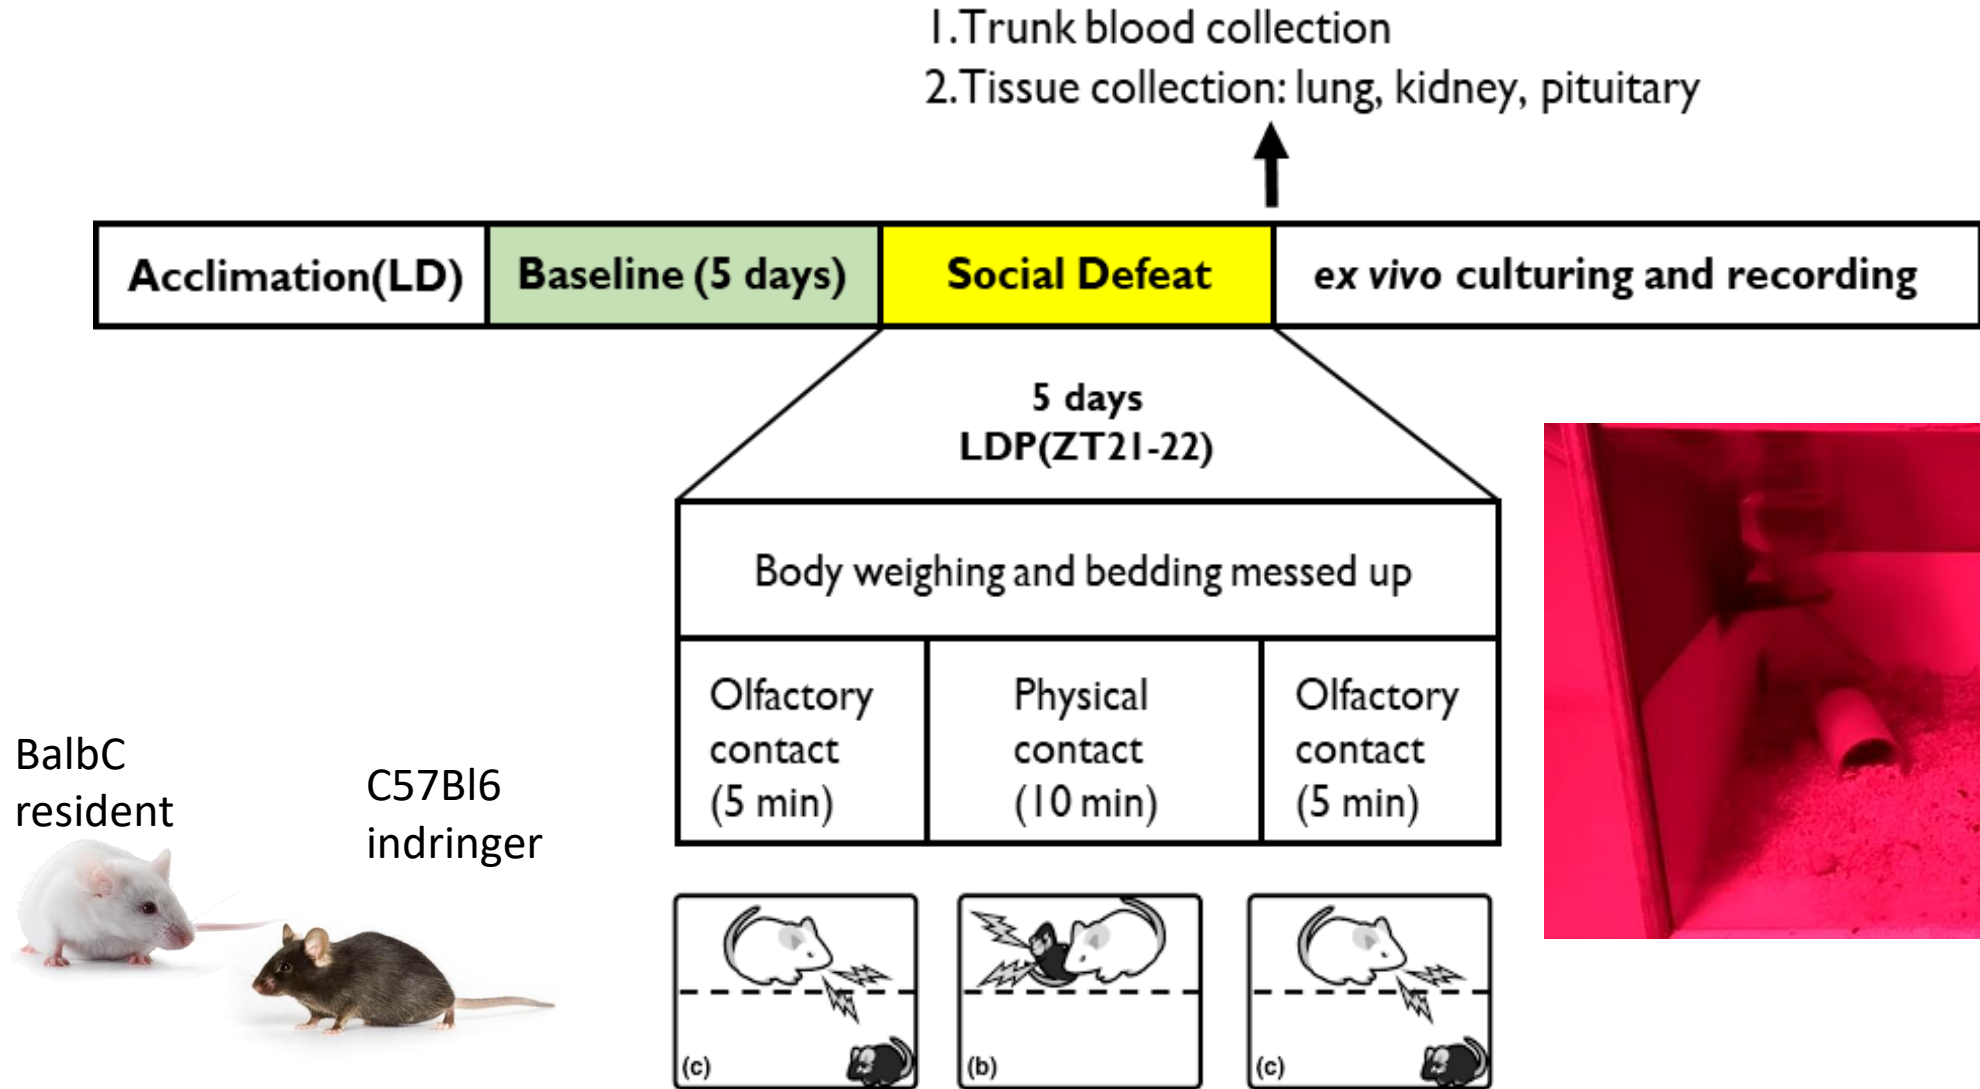 1.Trunk blood collection
2.Tissue collection: lung, kidney, pituitary
Acclimation(LD)
Baseline (5 days)
Social Defeat
ex vivo culturing and recording
5 days
LDP(ZT21-22)
Body weighing and bedding messed up
Olfactory
contact
(5 min)
Physical
contact
(10 min)
Olfactory
contact
(5 min)
BalbC
resident
C57Bl6
indringer
(c)
(b)
(c)